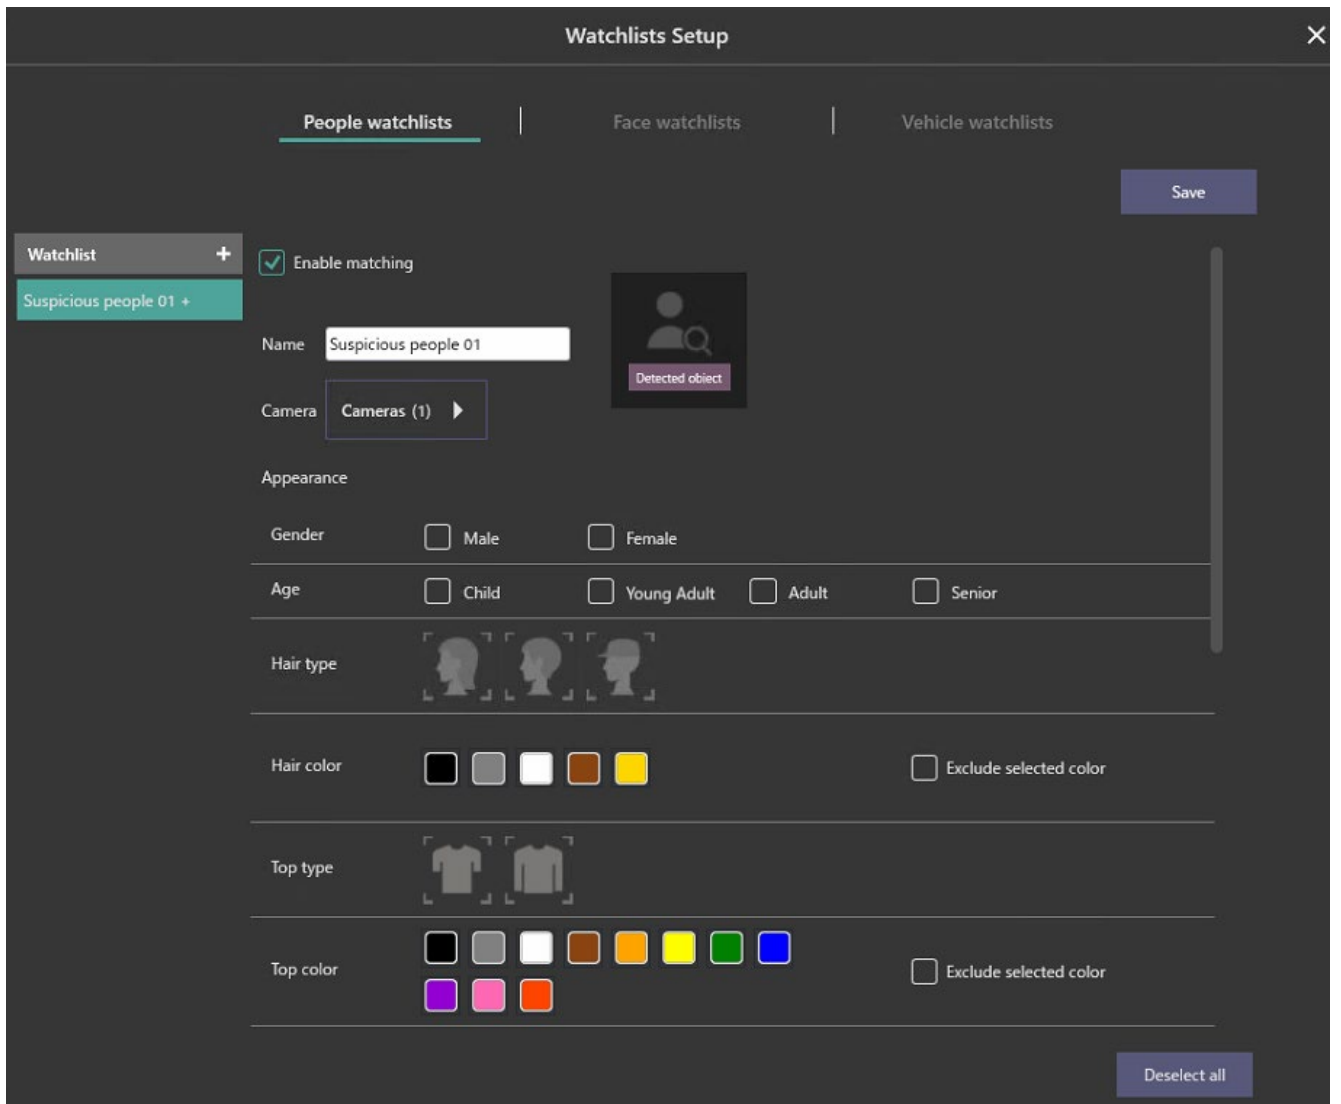 Watchlists Setup
People watchlists
Face watchlists
Vehicle watchlists
Save
Watchlist +
Suspicious people 01 +
Enable matching
Detected object
Name Suspicious people 01
Camera Cameras (1)
Appearance
Gender Male Female
Age Child Young Adult Adult Senior
Hair type
Hair color Exclude selected color
Top type
Top color Exclude selected color
Deselect all